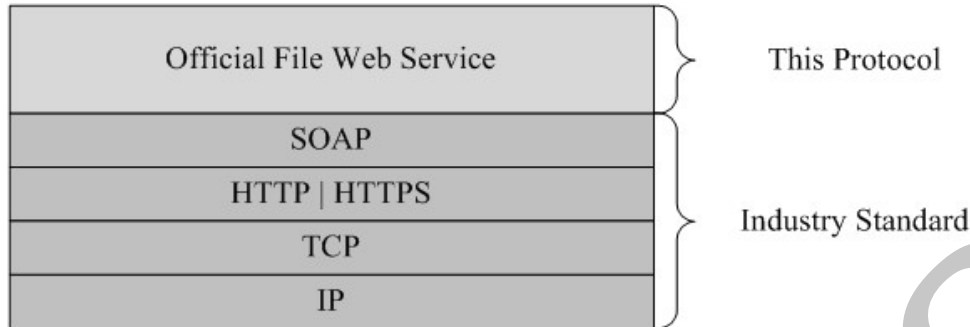 Official File Web Service
This Protocol
SOAP
HTTP | HTTPS
TCP
Industry Standard
IP